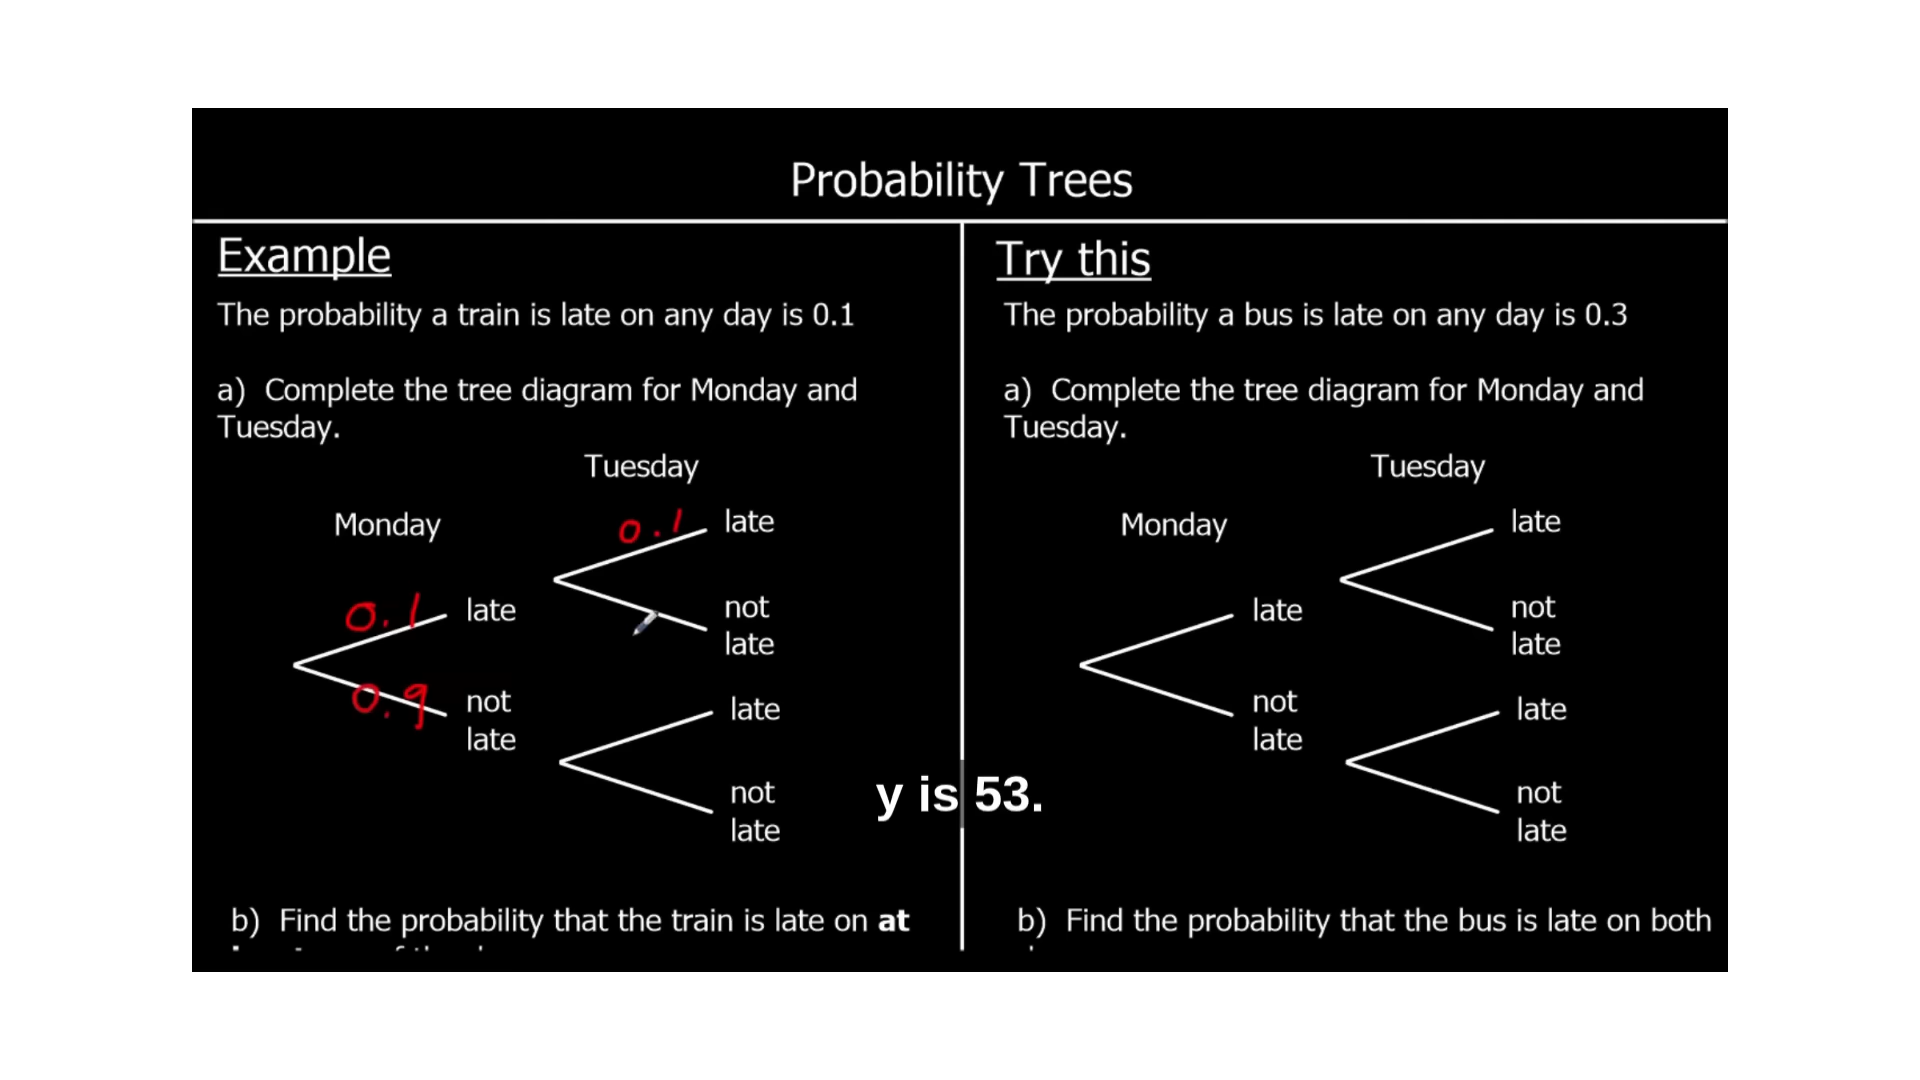 Probability Trees
Example
The probability a train is late on any day is 0.1
a) Complete the tree diagram for Monday and
Tuesday.
Tuesday
Monday
0.1
late
not
late
0.1
late
0.9
not
late
late
not
late
b) Find the probability that the train is late on at
Try this
The probability a bus is late on any day is 0.3
a) Complete the tree diagram for Monday and
Tuesday.
Tuesday
Monday
late
not
late
late
not
late
late
not
late
b) Find the probability that the bus is late on both
y is 53.